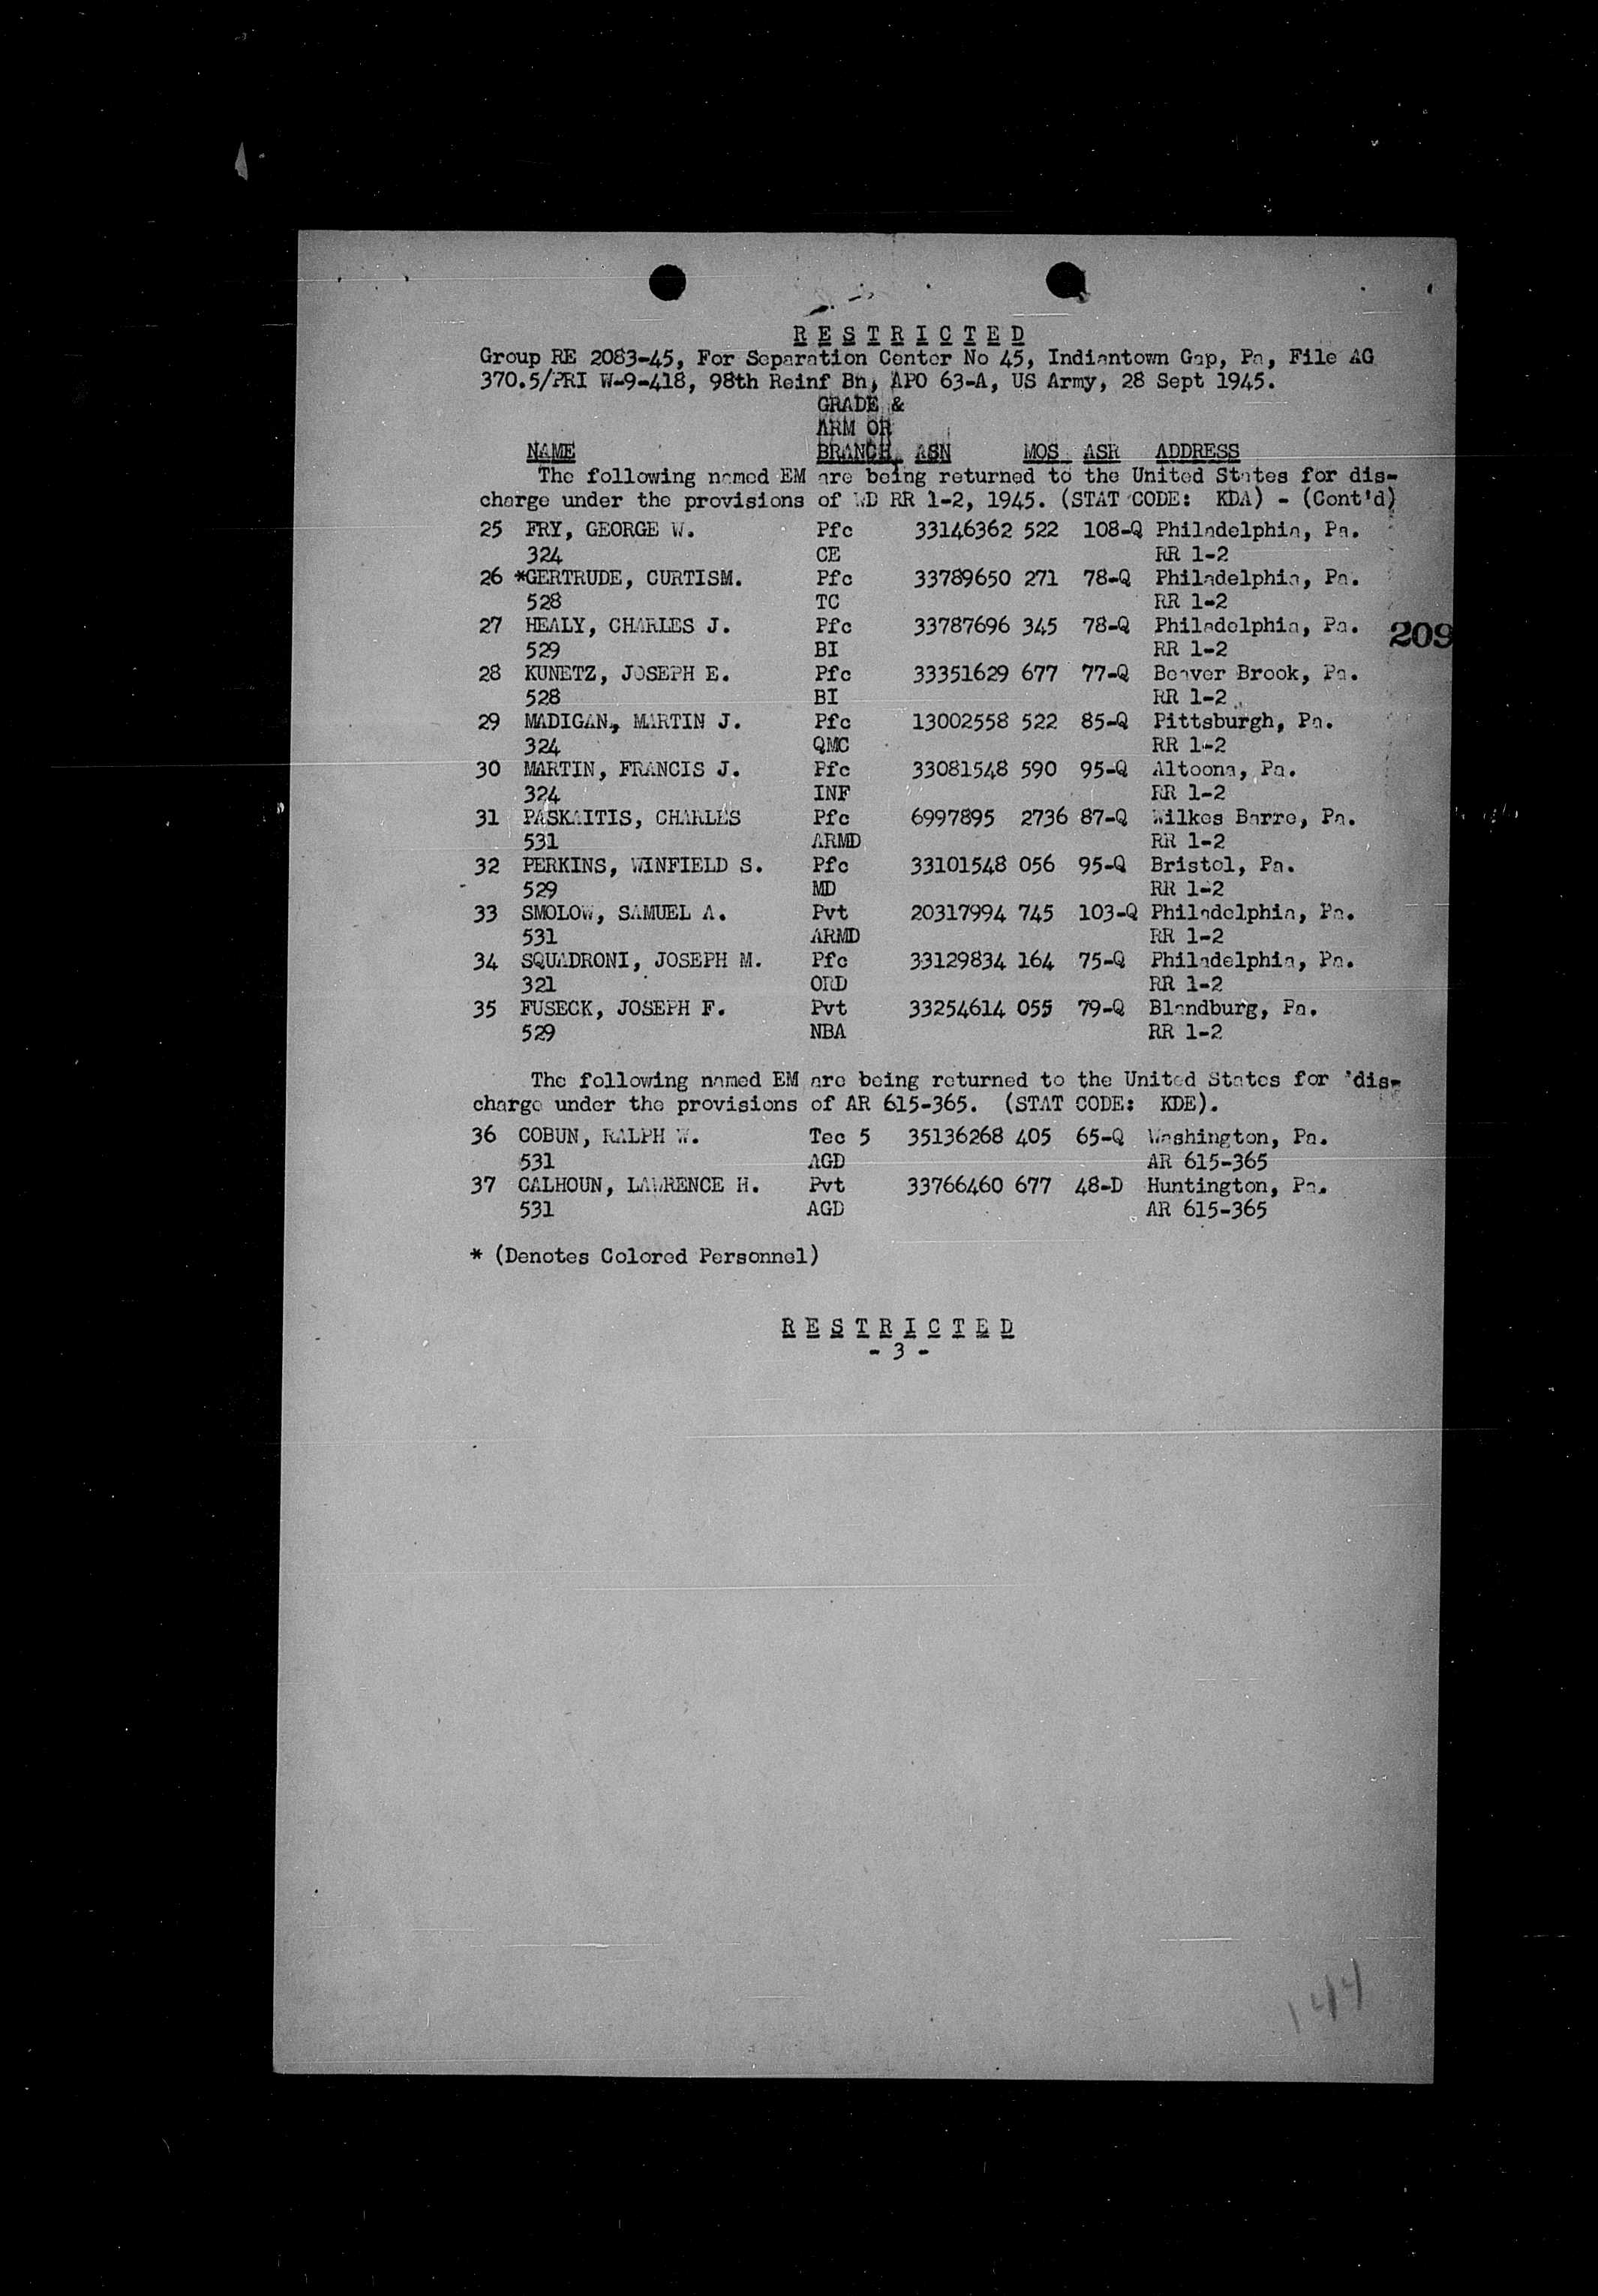 RESTRICTED
Group RE 2083-45, For Separation Center No 45, Indiantown Gap, Pa, File AG
370.5/PRI W-9-418, 98th Reinf Bn, APO 63-A, US Army, 28 Sept 1945.
GRADE &
ARM OR
NAME BRANCH ASN MOS ASR ADDRESS
The following named EM are being returned to the United States for dis-
charge under the provisions of WD RR 1-2, 1945. (STAT CODE: KDA) - (Cont'd)
25 FRY, GEORGE W. Pfc 33146362 522 108-Q Philadelphia, Pa.
324 CE RR 1-2
26 *GERTRUDE, CURTISM. Pfc 33789650 271 78-Q Philadelphia, Pa.
528 TC RR 1-2
27 HEALY, CHARLES J. Pfc 33787696 345 78-Q Philadelphia, Pa. 209
529 BI RR 1-2
28 KUNETZ, JOSEPH E. Pfc 33351629 677 77-Q Beaver Brook, Pa.
528 BI RR 1-2
29 MADIGAN, MARTIN J. Pfc 13002558 522 85-Q Pittsburgh, Pa.
324 QMC RR 1-2
30 MARTIN, FRANCIS J. Pfc 33081548 590 95-Q Altoona, Pa.
324 INF RR 1-2
31 PASKAITIS, CHARLES Pfc 6997895 2736 87-Q Wilkes Barre, Pa.
531 ARMD RR 1-2
32 PERKINS, WINFIELD S. Pfc 33101548 056 95-Q Bristol, Pa.
529 MD RR 1-2
33 SMOLOW, SAMUEL A. Pvt 20317994 745 103-Q Philadelphia, Pa.
531 ARMD RR 1-2
34 SQUADRONI, JOSEPH M. Pfc 33129834 164 75-Q Philadelphia, Pa.
321 ORD RR 1-2
35 FUSECK, JOSEPH F. Pvt 33254614 055 79-Q Blandburg, Pa.
529 NBA RR 1-2
The following named EM are being returned to the United States for dis-
charge under the provisions of AR 615-365. (STAT CODE: KDE).
36 COBUN, RALPH W. Tec 5 35136268 405 65-Q Washington, Pa.
531 AGD AR 615-365
37 CALHOUN, LAWRENCE H. Pvt 33766460 677 48-D Huntington, Pa.
531 AGD AR 615-365
* (Denotes Colored Personnel)
RESTRICTED
- 3 -
144